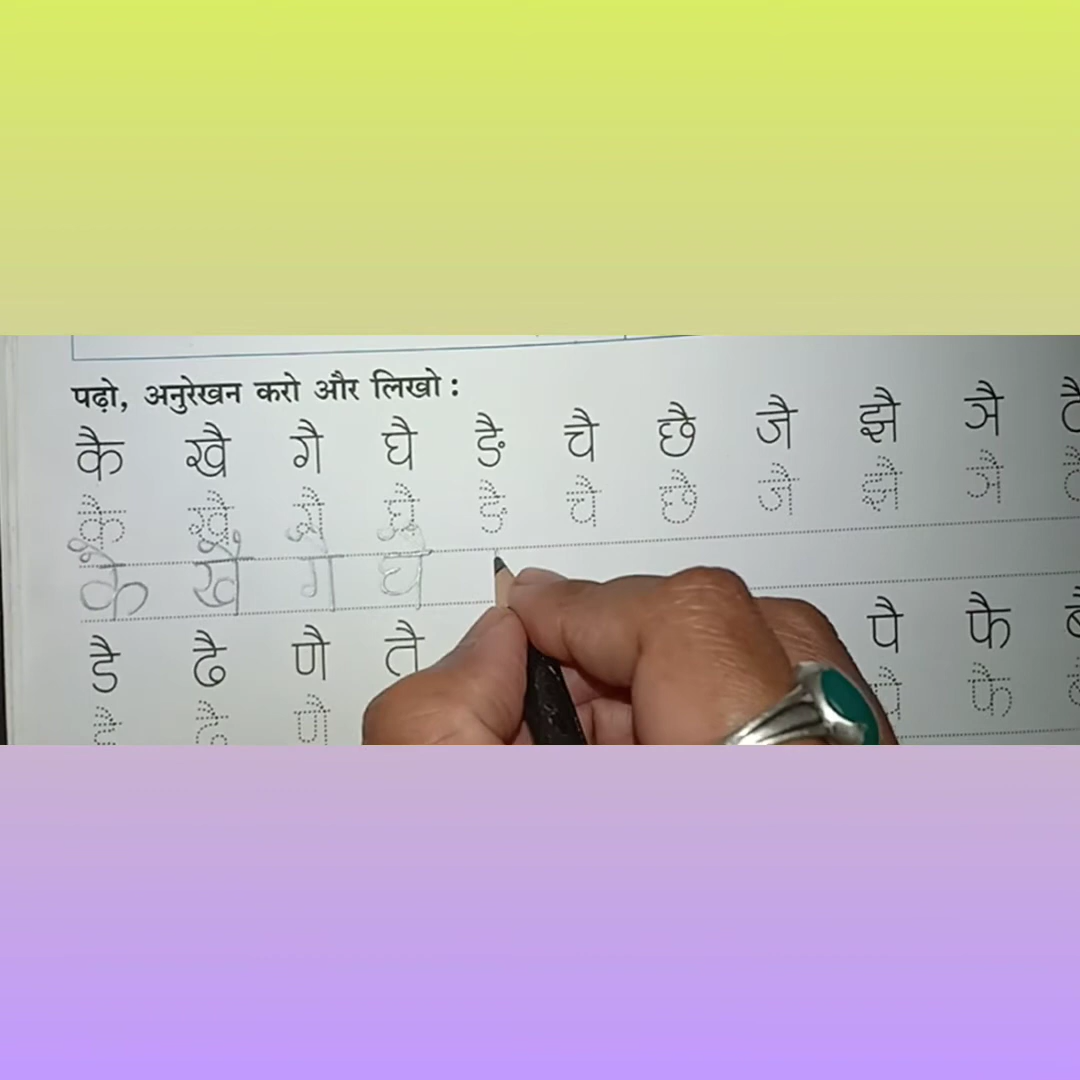 पढ़ो, अनुरेखन करो और लिखो :
कै खै गै घै ङै चै छै जै झै ञै टै
कै खै गै घै ङै चै छै जै झै ञै टै
कै खै गै घै
डै ढै णै तै पै फै
णै पै फै